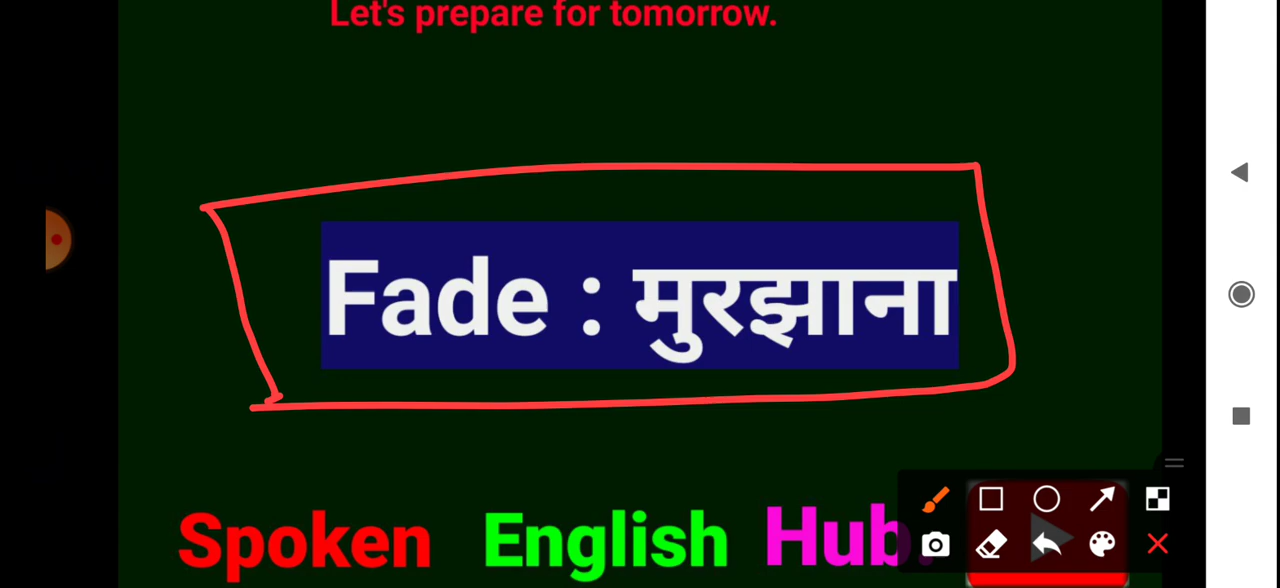 Let's prepare for tomorrow.
Fade : मुरझाना
Spoken English Hub